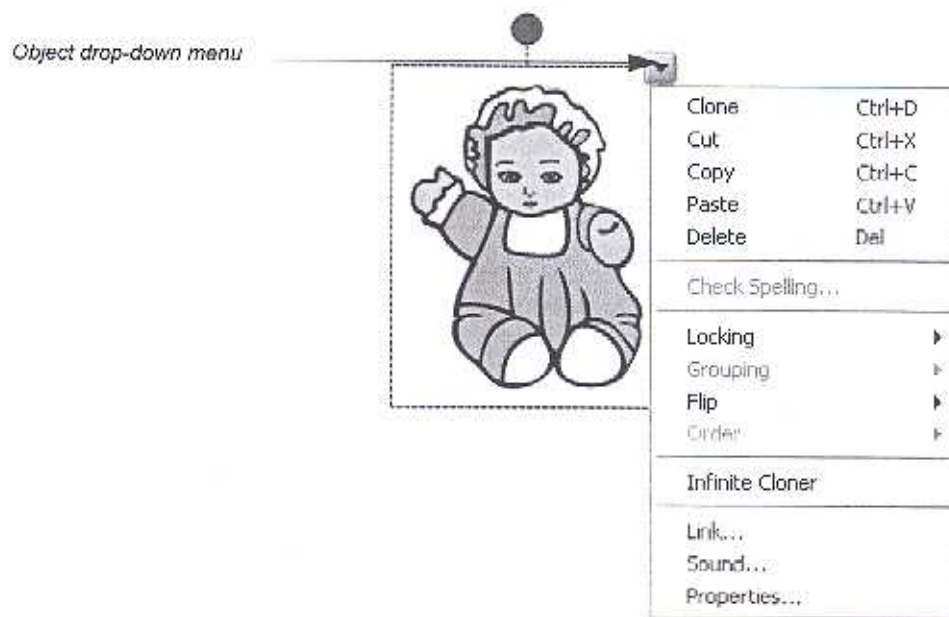 Object drop-down menu
Clone Ctrl+D
Cut Ctrl+X
Copy Ctrl+C
Paste Ctrl+V
Delete Del
Check Spelling...
Locking
Grouping
Flip
Order
Infinite Cloner
Link...
Sound...
Properties...